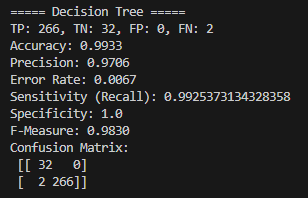 ===== Decision Tree =====
TP: 266, TN: 32, FP: 0, FN: 2
Accuracy: 0.9933
Precision: 0.9706
Error Rate: 0.0067
Sensitivity (Recall): 0.9925373134328358
Specificity: 1.0
F-Measure: 0.9830
Confusion Matrix:
[[ 32 0]
[ 2 266]]